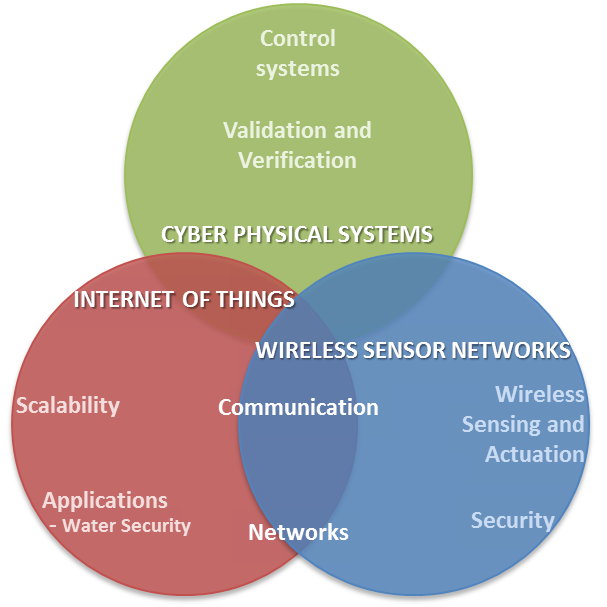 Control
systems
Validation and
Verification
CYBER PHYSICAL SYSTEMS
INTERNET OF THINGS
WIRELESS SENSOR NETWORKS
Scalability
Communication
Wireless
Sensing and
Actuation
Applications
- Water Security
Networks
Security